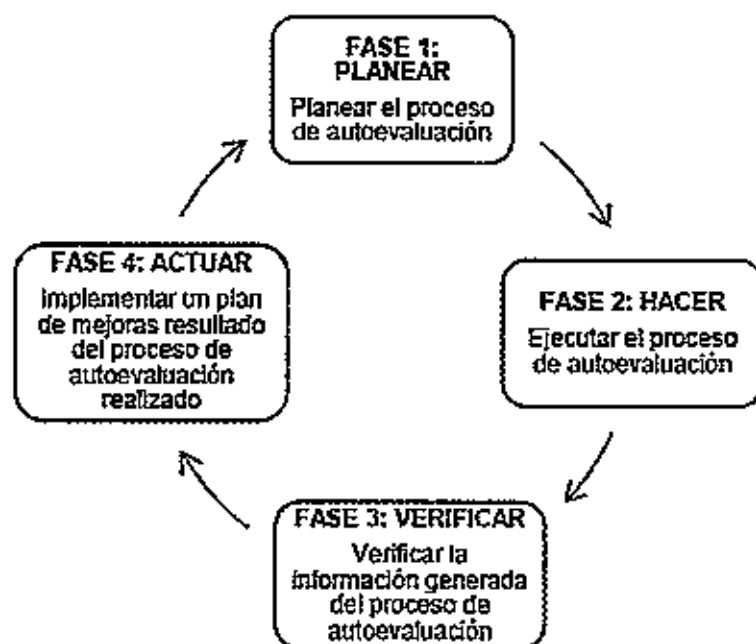 FASE 1:
PLANEAR
Planear el proceso
de autoevaluación
FASE 2: HACER
Ejecutar el proceso
de autoevaluación
FASE 3: VERIFICAR
Verificar la
información generada
del proceso de
autoevaluación
FASE 4: ACTUAR
Implementar un plan
de mejoras resultado
del proceso de
autoevaluación
realizado